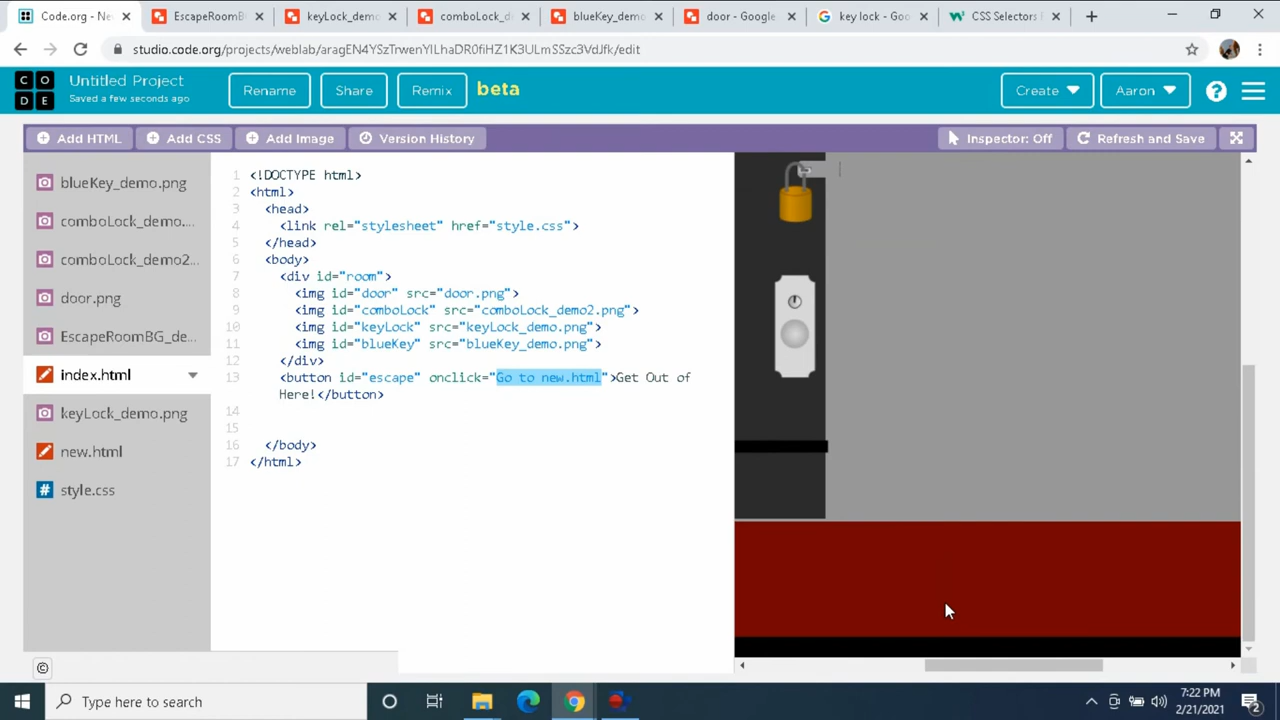 Code.org - Ne
EscapeRoomB
keyLock_demo
comboLock_d
blueKey_demo
door - Google
key lock - Goo
CSS Selectors
studio.code.org/projects/weblab/aragEN4YSzTrwenYlLhaDR0fiHZ1K3ULmSSzc3VdJfk/edit
C O
D E
Untitled Project
Saved a few seconds ago
Rename
Share
Remix
beta
Create
Aaron
?
Add HTML
Add CSS
Add Image
Version History
Inspector: Off
Refresh and Save
blueKey_demo.png
comboLock_demo....
comboLock_demo2...
door.png
EscapeRoomBG_de...
index.html
keyLock_demo.png
new.html
style.css
1 <!DOCTYPE html>
2 <html>
3 <head>
4 <link rel="stylesheet" href="style.css">
5 </head>
6 <body>
7 <div id="room">
8 <img id="door" src="door.png">
9 <img id="comboLock" src="comboLock_demo2.png">
10 <img id="keyLock" src="keyLock_demo.png">
11 <img id="blueKey" src="blueKey_demo.png">
12 </div>
13 <button id="escape" onclick="Go to new.html">Get Out of
Here!</button>
14
15
16 </body>
17 </html>
Type here to search
7:22 PM
2/21/2021
2